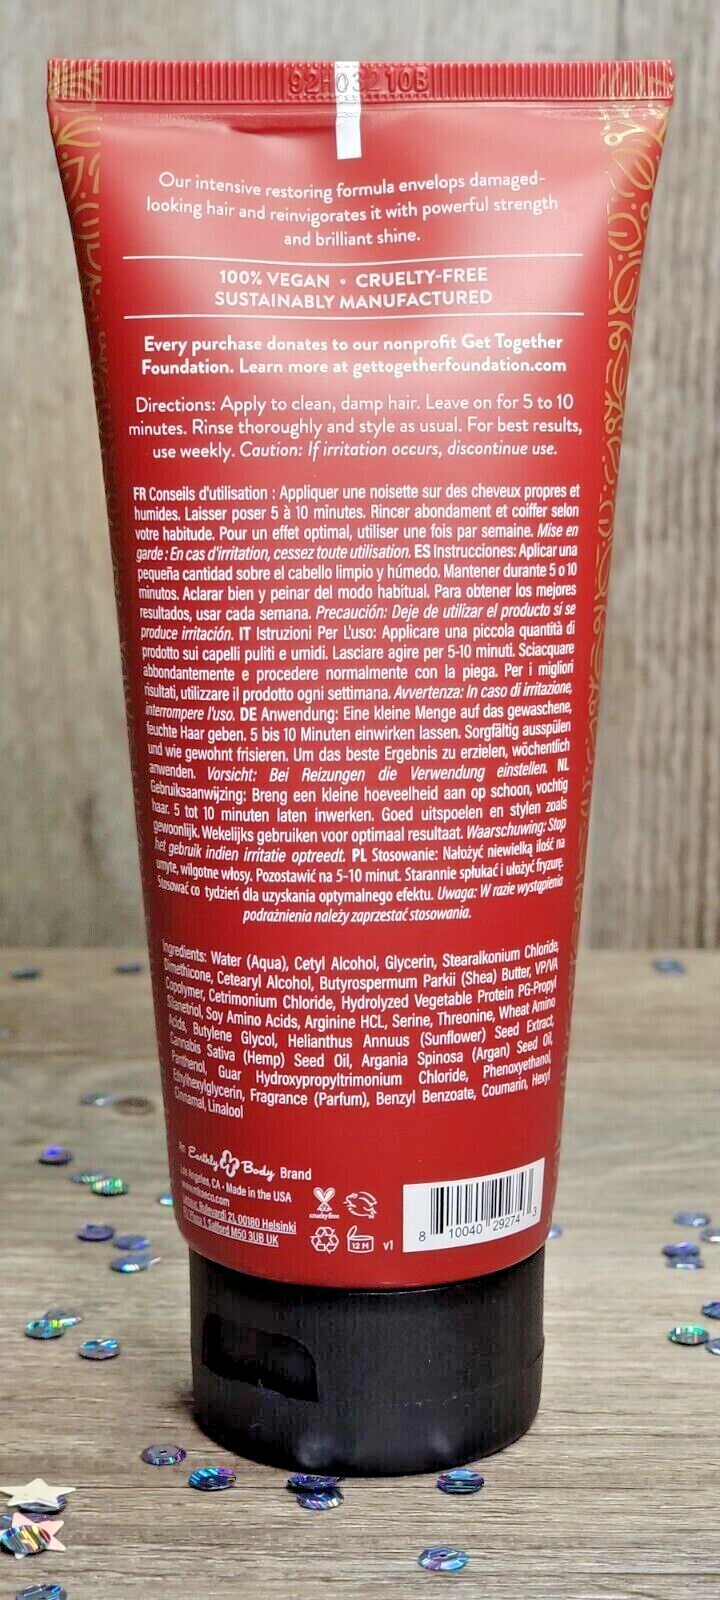 92H03210B
Our intensive restoring formula envelops damaged-
looking hair and reinvigorates it with powerful strength
and brilliant shine.
100% VEGAN • CRUELTY-FREE
SUSTAINABLY MANUFACTURED
Every purchase donates to our nonprofit Get Together
Foundation. Learn more at gettogetherfoundation.com
Directions: Apply to clean, damp hair. Leave on for 5 to 10
minutes. Rinse thoroughly and style as usual. For best results,
use weekly. Caution: If irritation occurs, discontinue use.
FR Conseils d'utilisation : Appliquer une noisette sur des cheveux propres et
humides. Laisser poser 5 à 10 minutes. Rincer abondament et coiffer selon
votre habitude. Pour un effet optimal, utiliser une fois par semaine. Mise en
garde : En cas d'irritation, cessez toute utilisation. ES Instrucciones: Aplicar una
pequeña cantidad sobre el cabello limpio y húmedo. Mantener durante 5 o 10
minutos. Aclarar bien y peinar del modo habitual. Para obtener los mejores
resultados, usar cada semana. Precaución: Deje de utilizar el producto si se
produce irritación. IT Istruzioni Per L'uso: Applicare una piccola quantità di
prodotto sui capelli puliti e umidi. Lasciare agire per 5-10 minuti. Sciacquare
abbondantemente e procedere normalmente con la piega. Per i migliori
risultati, utilizzare il prodotto ogni settimana. Avvertenza: In caso di irritazione,
interrompere l'uso. DE Anwendung: Eine kleine Menge auf das gewaschene,
feuchte Haar geben. 5 bis 10 Minuten einwirken lassen. Sorgfältig ausspülen
und wie gewohnt frisieren. Um das beste Ergebnis zu erzielen, wöchentlich
anwenden. Vorsicht: Bei Reizungen die Verwendung einstellen. NL
Gebruiksaanwijzing: Breng een kleine hoeveelheid aan op schoon, vochtig
haar. 5 tot 10 minuten laten inwerken. Goed uitspoelen en stylen zoals
gewoonlijk. Wekelijks gebruiken voor optimaal resultaat. Waarschuwing: Stop
het gebruik indien irritatie optreedt. PL Stosowanie: Nałożyć niewielką ilość na
umyte, wilgotne włosy. Pozostawić na 5-10 minut. Starannie spłukać i ułożyć fryzurę.
Stosować co tydzień dla uzyskania optymalnego efektu. Uwaga: W razie wystąpienia
podrażnienia należy zaprzestać stosowania.
Ingredients: Water (Aqua), Cetyl Alcohol, Glycerin, Stearalkonium Chloride,
Dimethicone, Cetearyl Alcohol, Butyrospermum Parkii (Shea) Butter, VP/VA
Copolymer, Cetrimonium Chloride, Hydrolyzed Vegetable Protein PG-Propyl
Silanetriol, Soy Amino Acids, Arginine HCL, Serine, Threonine, Wheat Amino
Acids, Butylene Glycol, Helianthus Annuus (Sunflower) Seed Extract,
Cannabis Sativa (Hemp) Seed Oil, Argania Spinosa (Argan) Seed Oil,
Panthenol, Guar Hydroxypropyltrimonium Chloride, Phenoxyethanol,
Ethylhexylglycerin, Fragrance (Parfum), Benzyl Benzoate, Coumarin, Hexyl
Cinnamal, Linalool
An Earthly Body Brand
Los Angeles, CA • Made in the USA
www.mkseco.com
Bulevardi 21, 00180 Helsinki
Plaza 1, Salford M50 3UB UK
crueltyfree
12 M
v1
8 10040 29274 3